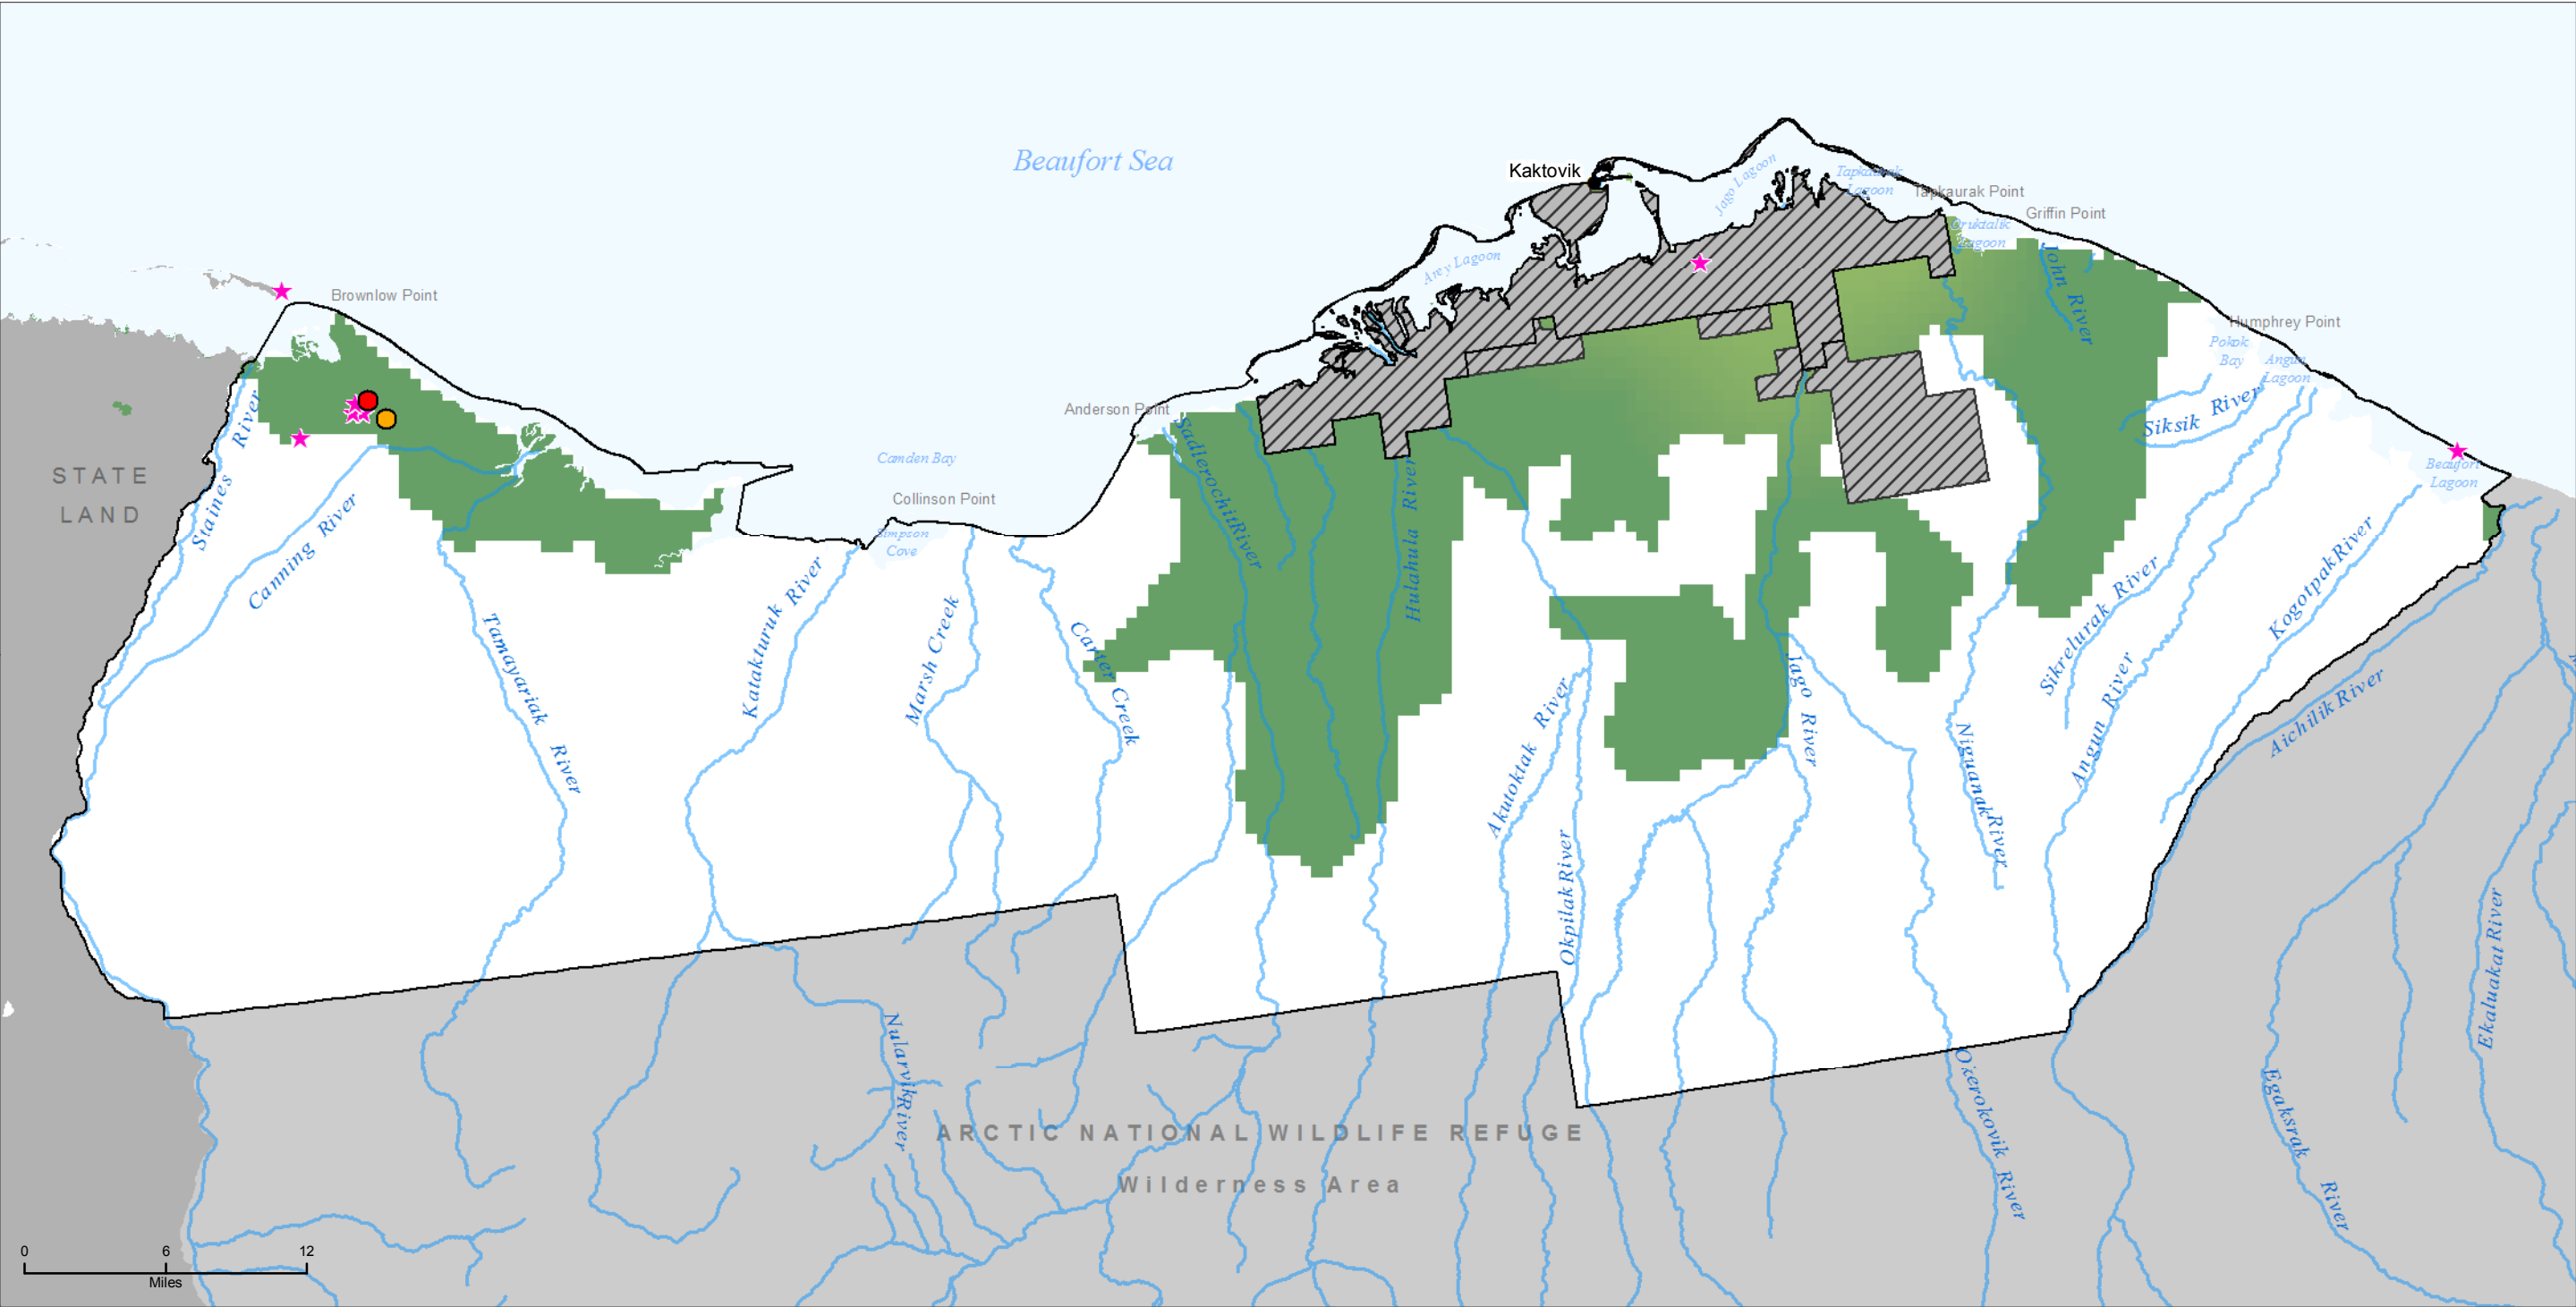 Beaufort Sea
Kaktovik
Jago Lagoon
Tapkaurak
Lagoon
Tapkaurak Point
Griffin Point
Oruktalik
Lagoon
Arey Lagoon
John River
Brownlow Point
Humphrey Point
Pokok
Bay
Angun
Lagoon
Siksik River
Anderson Point
Sadlerochit River
Camden Bay
Collinson Point
Simpson
Cove
Beaufort
Lagoon
STATE
LAND
Staines River
Canning River
Tamayariak River
Katakturuk River
Marsh Creek
Carter Creek
Hulahula River
Akutoktak River
Okpilak River
Jago River
Niguanak River
Sikrelurak River
Angun River
Kogotpak River
Aichilik River
Nularvik River
Okerokovik River
Egaksrak River
Ekaluakat River
ARCTIC NATIONAL WILDLIFE REFUGE
Wilderness Area
0 6 12
Miles